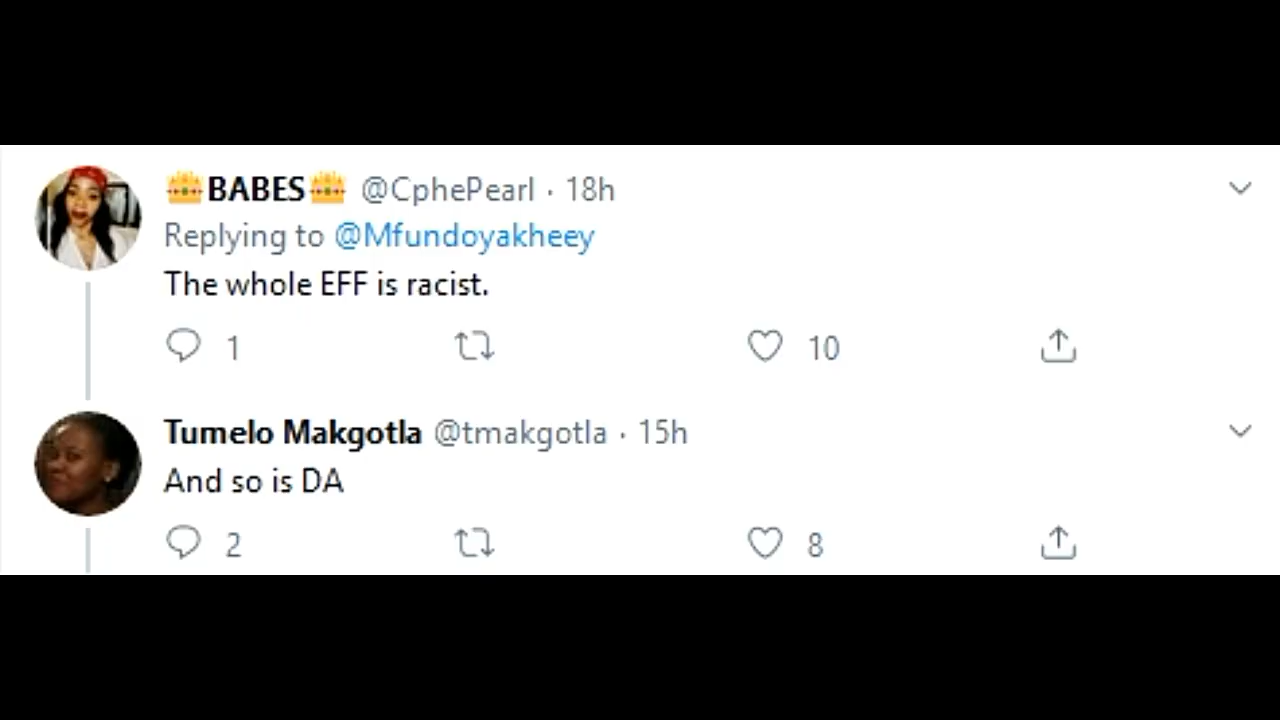 👑BABES👑 @CphePearl · 18h
Replying to @Mfundoyakheey
The whole EFF is racist.
1 10
Tumelo Makgotla @tmakgotla · 15h
And so is DA
2 8